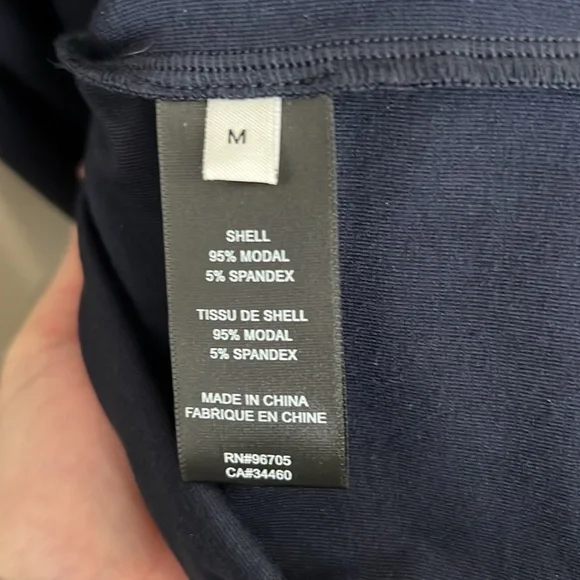 M
SHELL
95% MODAL
5% SPANDEX
TISSU DE SHELL
95% MODAL
5% SPANDEX
MADE IN CHINA
FABRIQUE EN CHINE
RN#96705
CA#34460